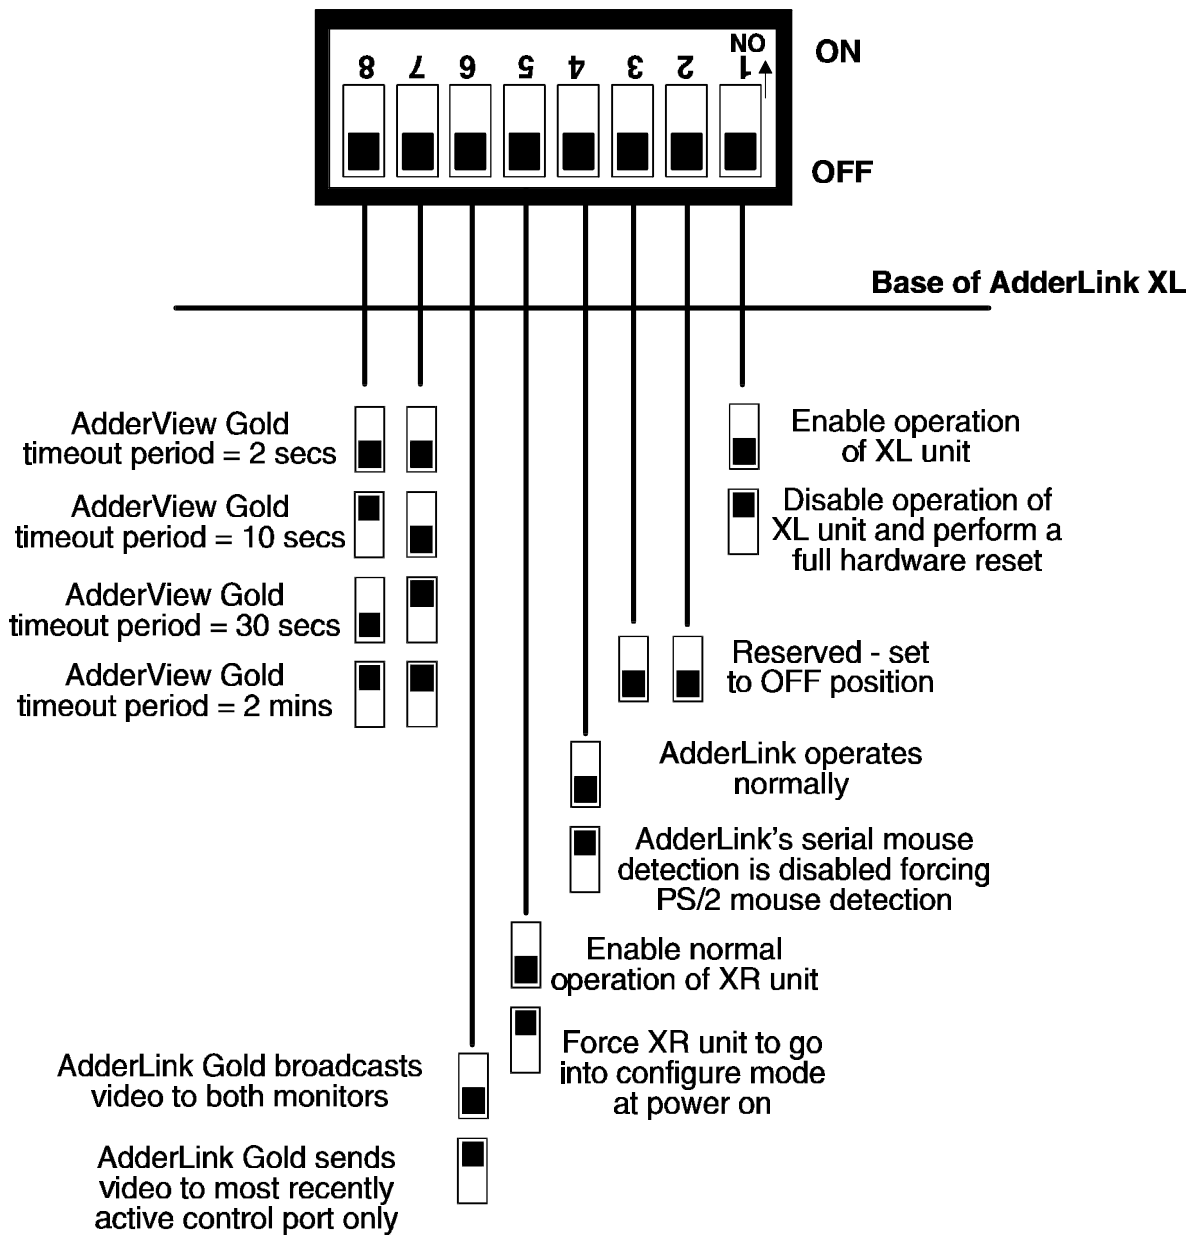 ON
8 7 6 5 4 3 2 1
ON
OFF
Base of AdderLink XL
AdderView Gold
timeout period = 2 secs
AdderView Gold
timeout period = 10 secs
AdderView Gold
timeout period = 30 secs
AdderView Gold
timeout period = 2 mins
Enable operation
of XL unit
Disable operation of
XL unit and perform a
full hardware reset
Reserved - set
to OFF position
AdderLink operates
normally
AdderLink's serial mouse
detection is disabled forcing
PS/2 mouse detection
Enable normal
operation of XR unit
Force XR unit to go
into configure mode
at power on
AdderLink Gold broadcasts
video to both monitors
AdderLink Gold sends
video to most recently
active control port only